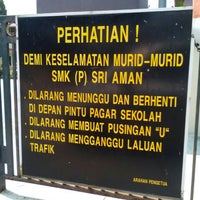 PERHATIAN !
DEMI KESELAMATAN MURID-MURID
SMK (P) SRI AMAN
. DILARANG MENUNGGU DAN BERHENTI
DI DEPAN PINTU PAGAR SEKOLAH
. DILARANG MEMBUAT PUSINGAN "U"
. DILARANG MENGGANGU LALUAN
TRAFIK
ARAHAN PENGETUA